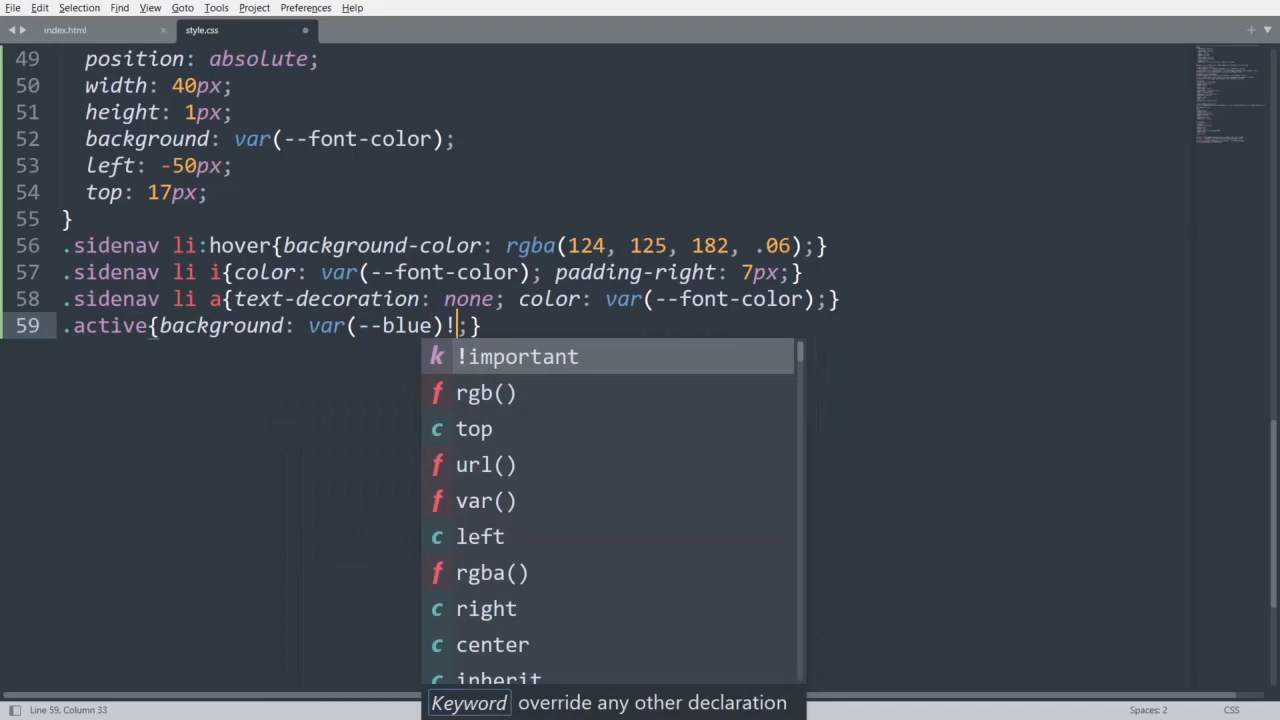 File Edit Selection Find View Goto Tools Project Preferences Help
index.html × style.css
49 position: absolute;
50 width: 40px;
51 height: 1px;
52 background: var(--font-color);
53 left: -50px;
54 top: 17px;
55 }
56 .sidenav li:hover{background-color: rgba(124, 125, 182, .06);}
57 .sidenav li i{color: var(--font-color); padding-right: 7px;}
58 .sidenav li a{text-decoration: none; color: var(--font-color);}
59 .active{background: var(--blue)!;}
k !important
f rgb()
c top
f url()
f var()
c left
f rgba()
c right
c center
c inherit
Keyword override any other declaration
Line 59, Column 33 Spaces: 2 CSS